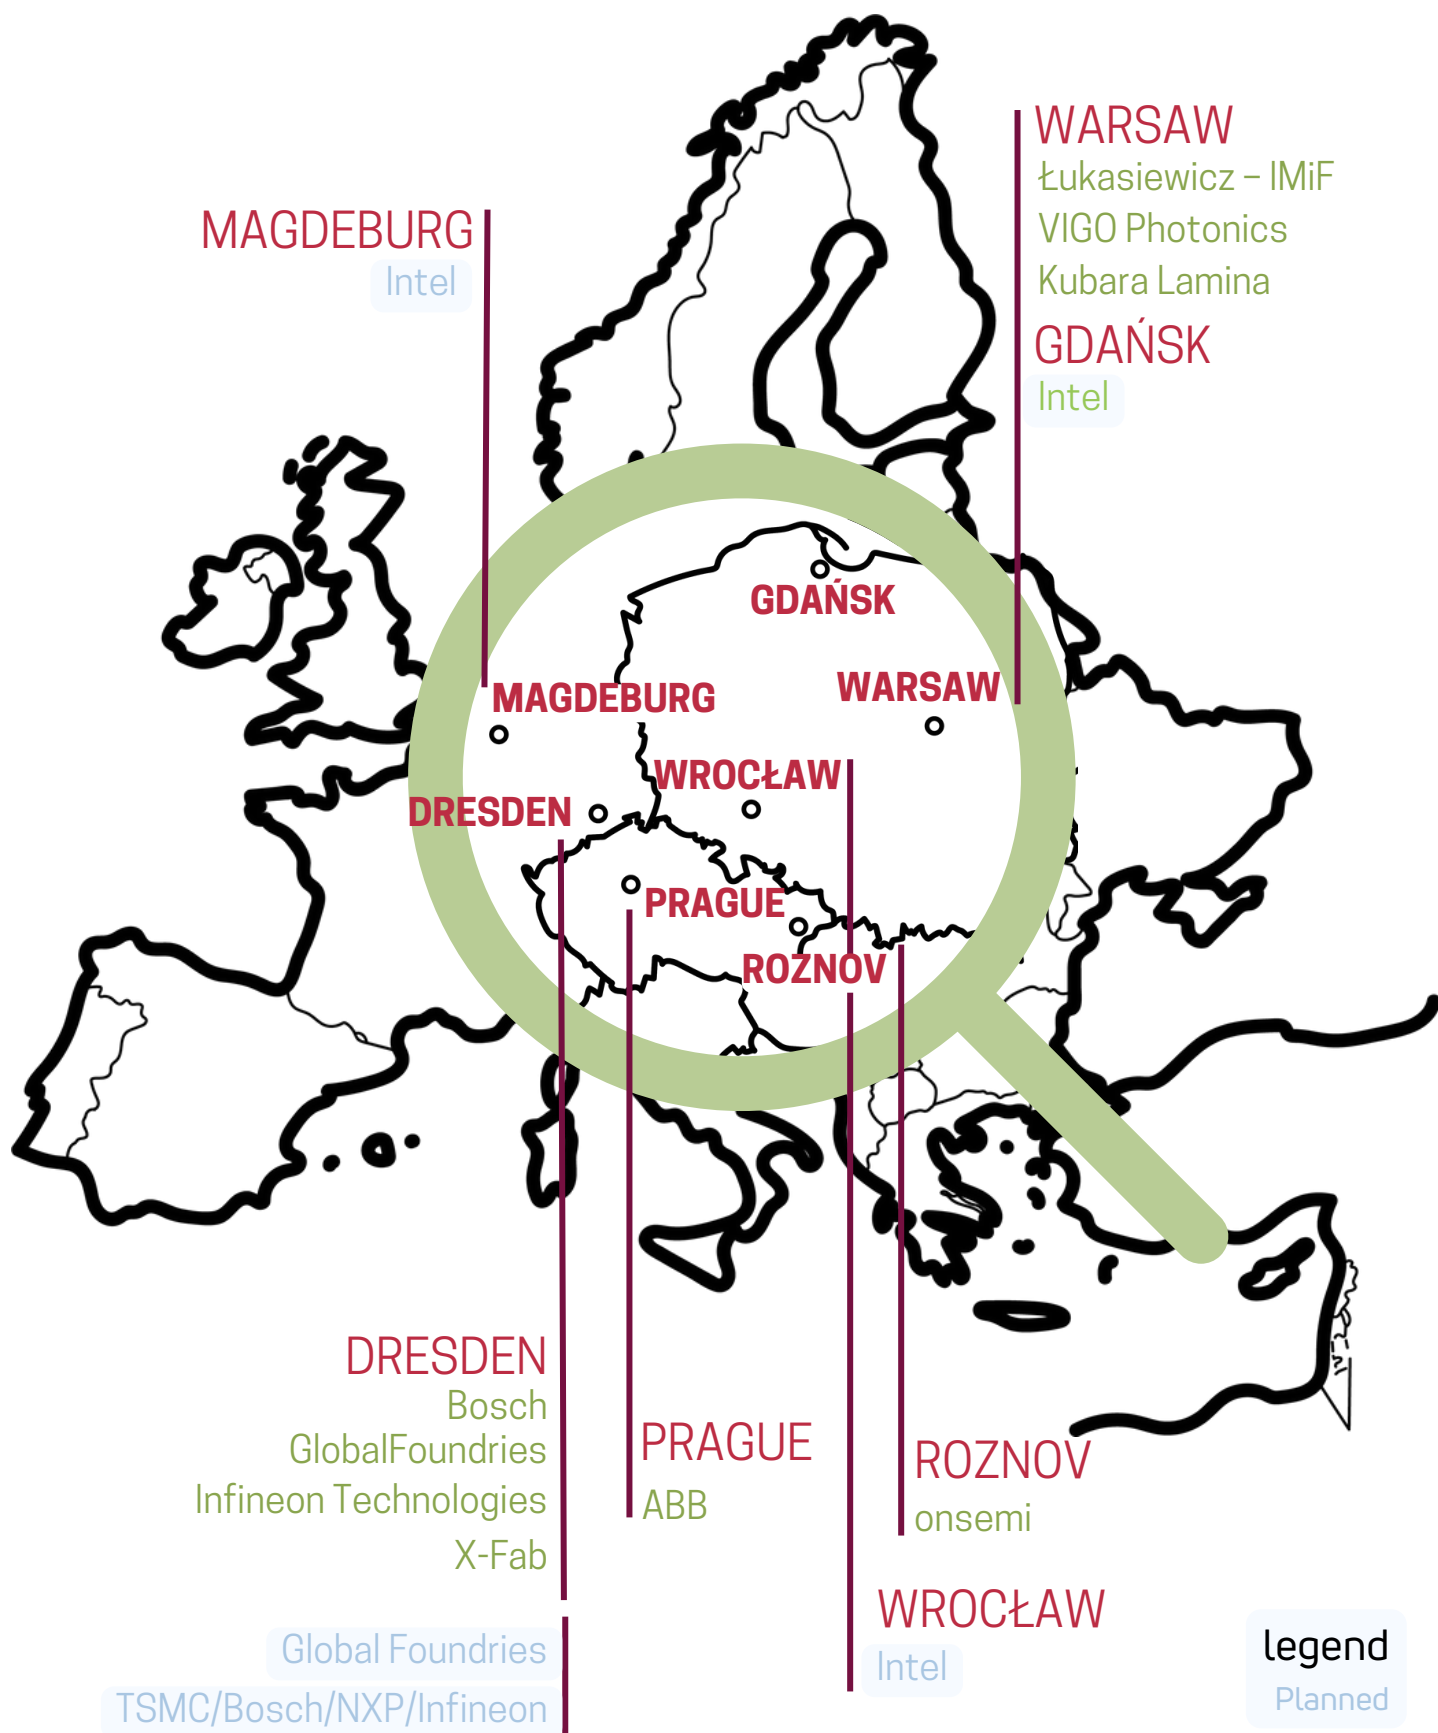 WARSAW
Łukasiewicz – IMiF
VIGO Photonics
Kubara Lamina
GDAŃSK
Intel
MAGDEBURG
Intel
GDAŃSK
MAGDEBURG
WARSAW
WROCŁAW
DRESDEN
PRAGUE
ROZNOV
DRESDEN
Bosch
GlobalFoundries
Infineon Technologies
X-Fab
Global Foundries
TSMC/Bosch/NXP/Infineon
PRAGUE
ABB
ROZNOV
onsemi
WROCŁAW
Intel
legend
Planned